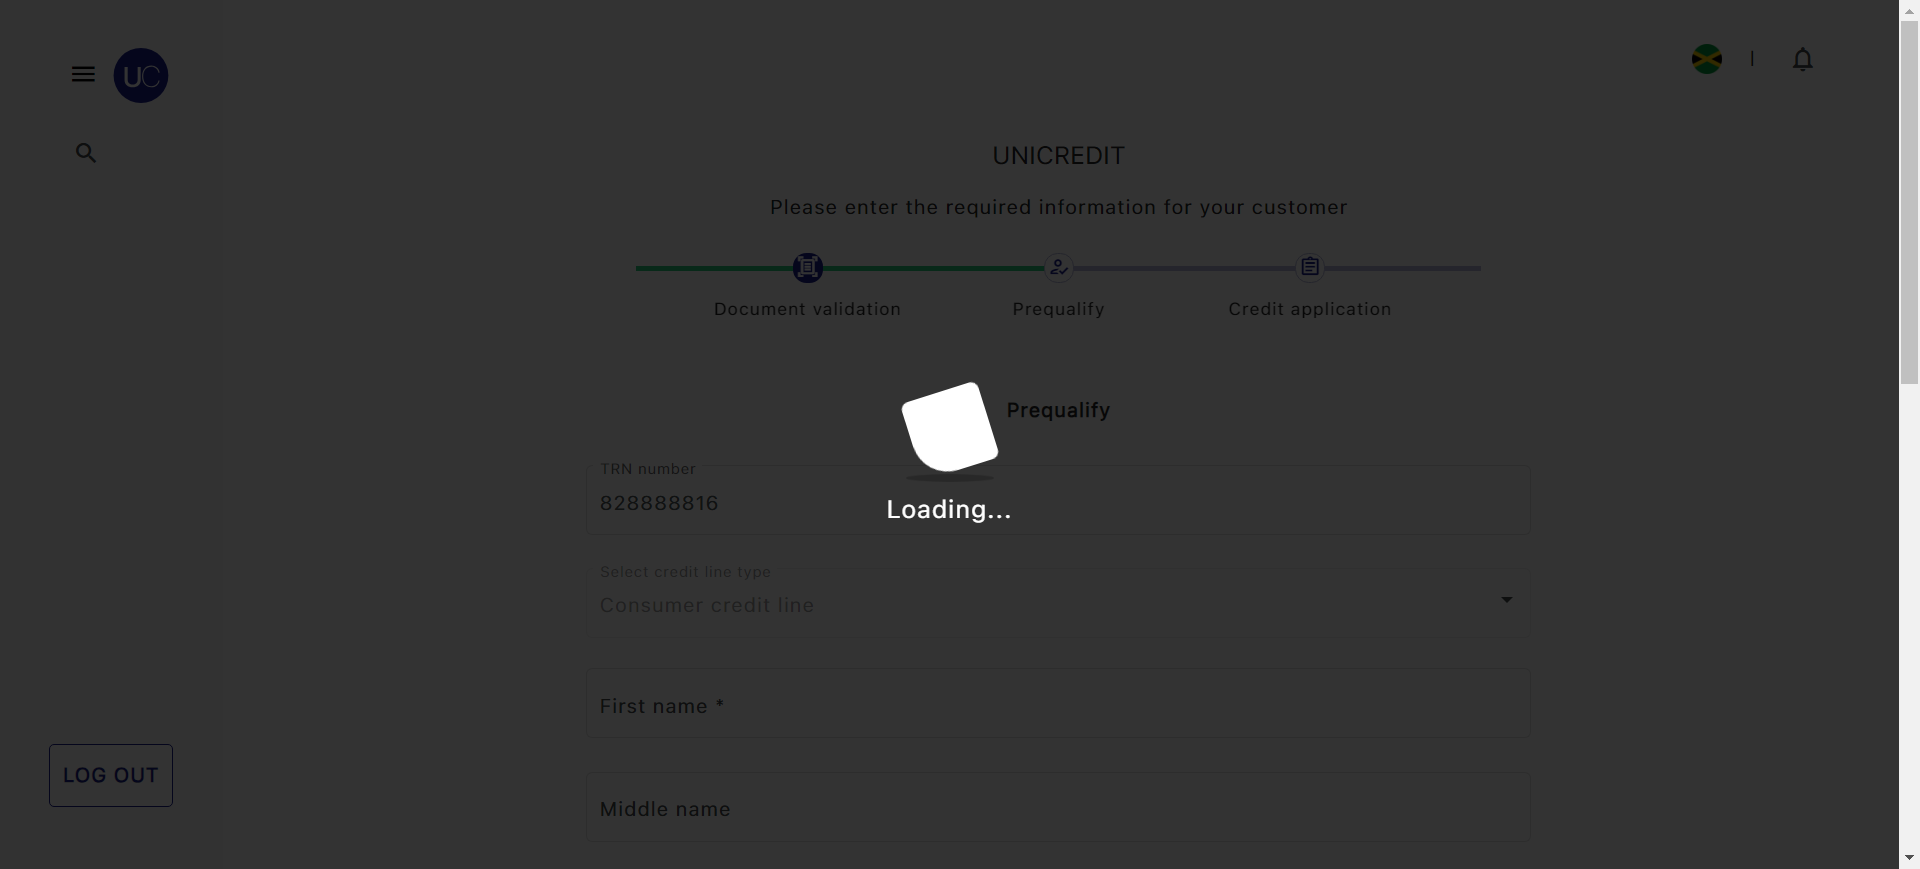 UC
UNICREDIT
Please enter the required information for your customer
Document validation
Prequalify
Credit application
Prequalify
TRN number
828888816
Loading...
Select credit line type
Consumer credit line
First name *
LOG OUT
Middle name